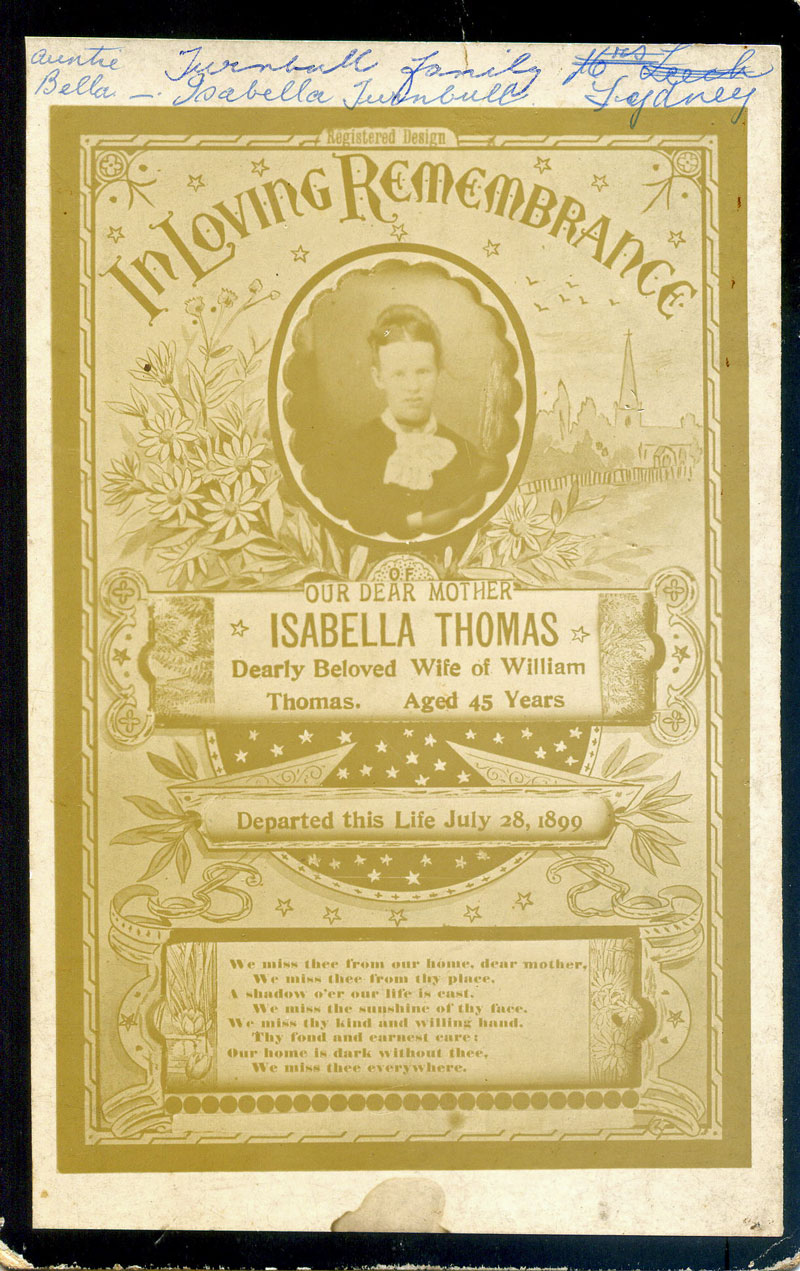 Auntie Turnbull Family Mrs Leech
Bella — Isabella Turnbull. Sydney
Registered Design
IN LOVING REMEMBRANCE
OF
OUR DEAR MOTHER
ISABELLA THOMAS
Dearly Beloved Wife of William
Thomas. Aged 45 Years
Departed this Life July 28, 1899
We miss thee from our home, dear mother,
We miss thee from thy place,
A shadow o'er our life is cast,
We miss the sunshine of thy face.
We miss thy kind and willing hand.
Thy fond and earnest care;
Our home is dark without thee,
We miss thee everywhere.